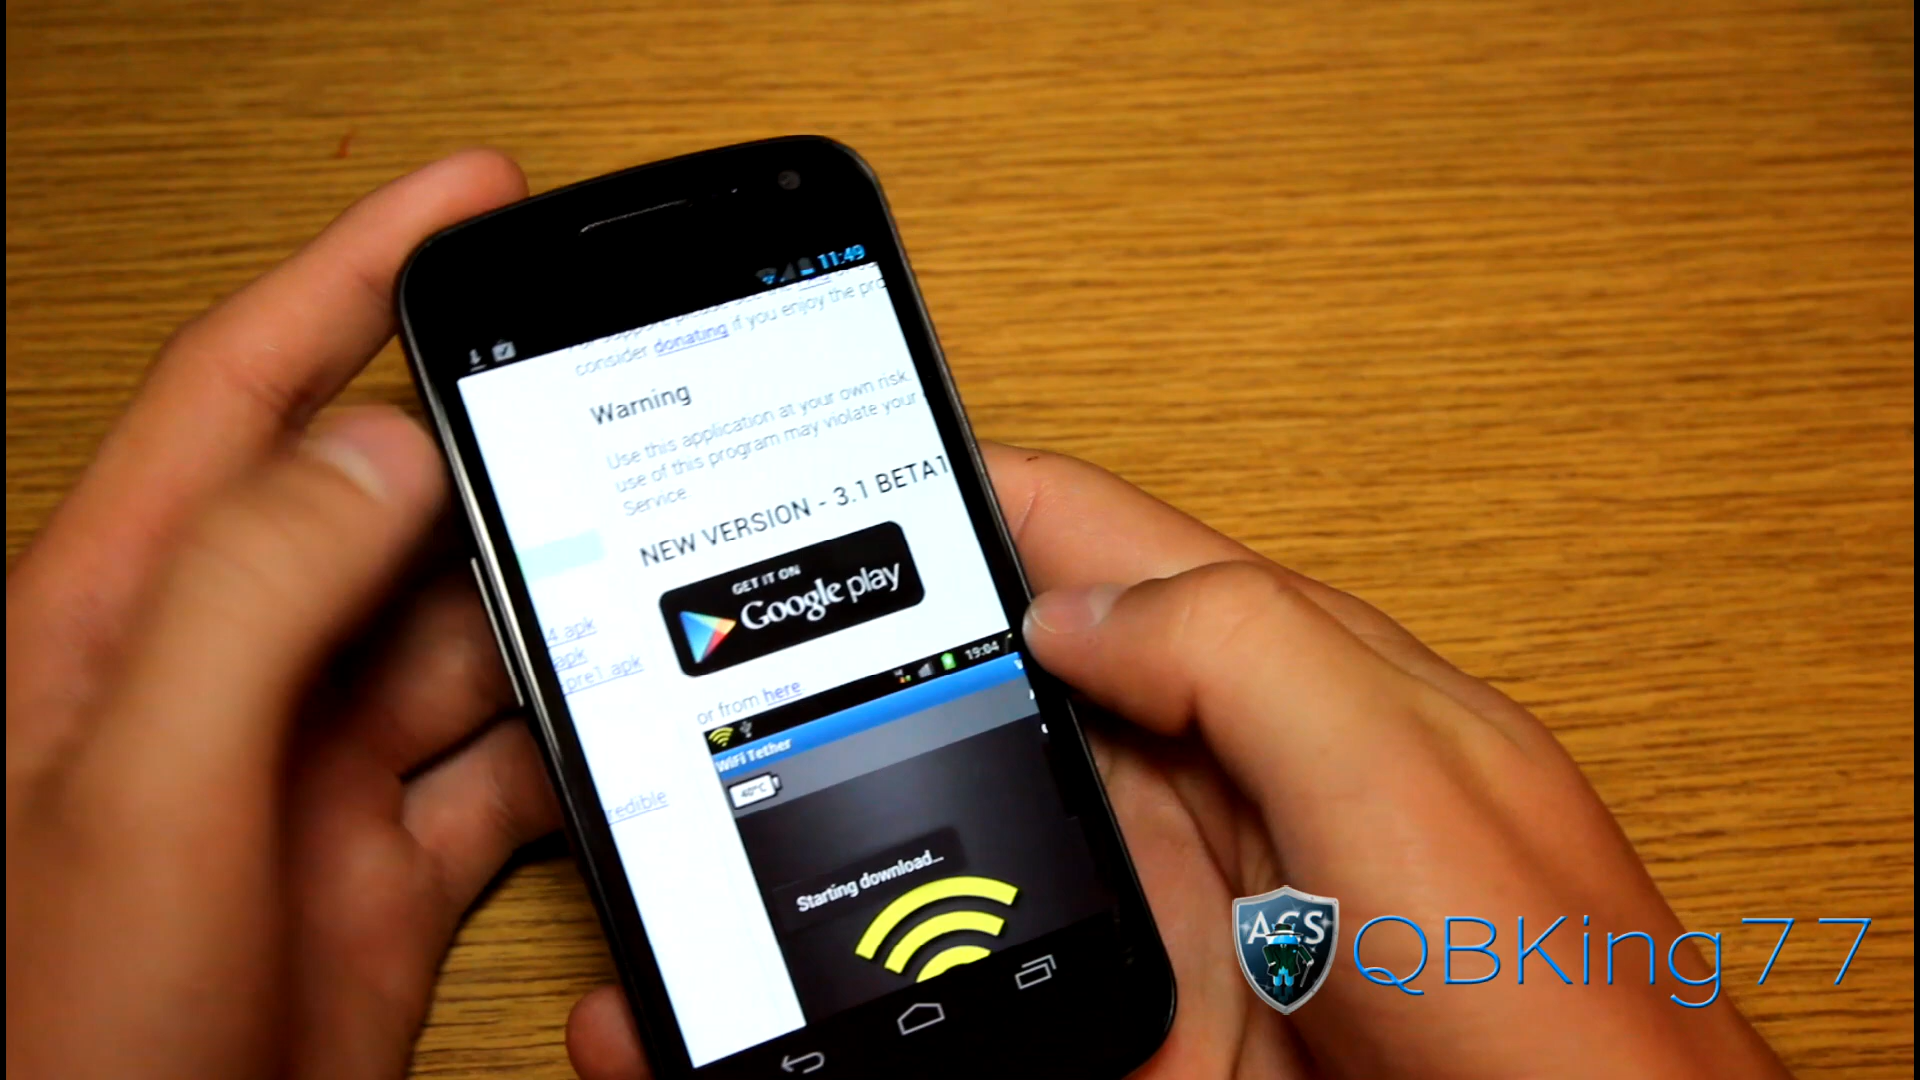 11:49
consider donating if you enjoy the pro
Warning
Use this application at your own risk.
use of this program may violate your
Service.
NEW VERSION - 3.1 BETA1
GET IT ON
Google play
4.apk
apk
pre1.apk
or from here
19:04
WiFi Tether
40°C
redible
Starting download...
ACS
QBKing77